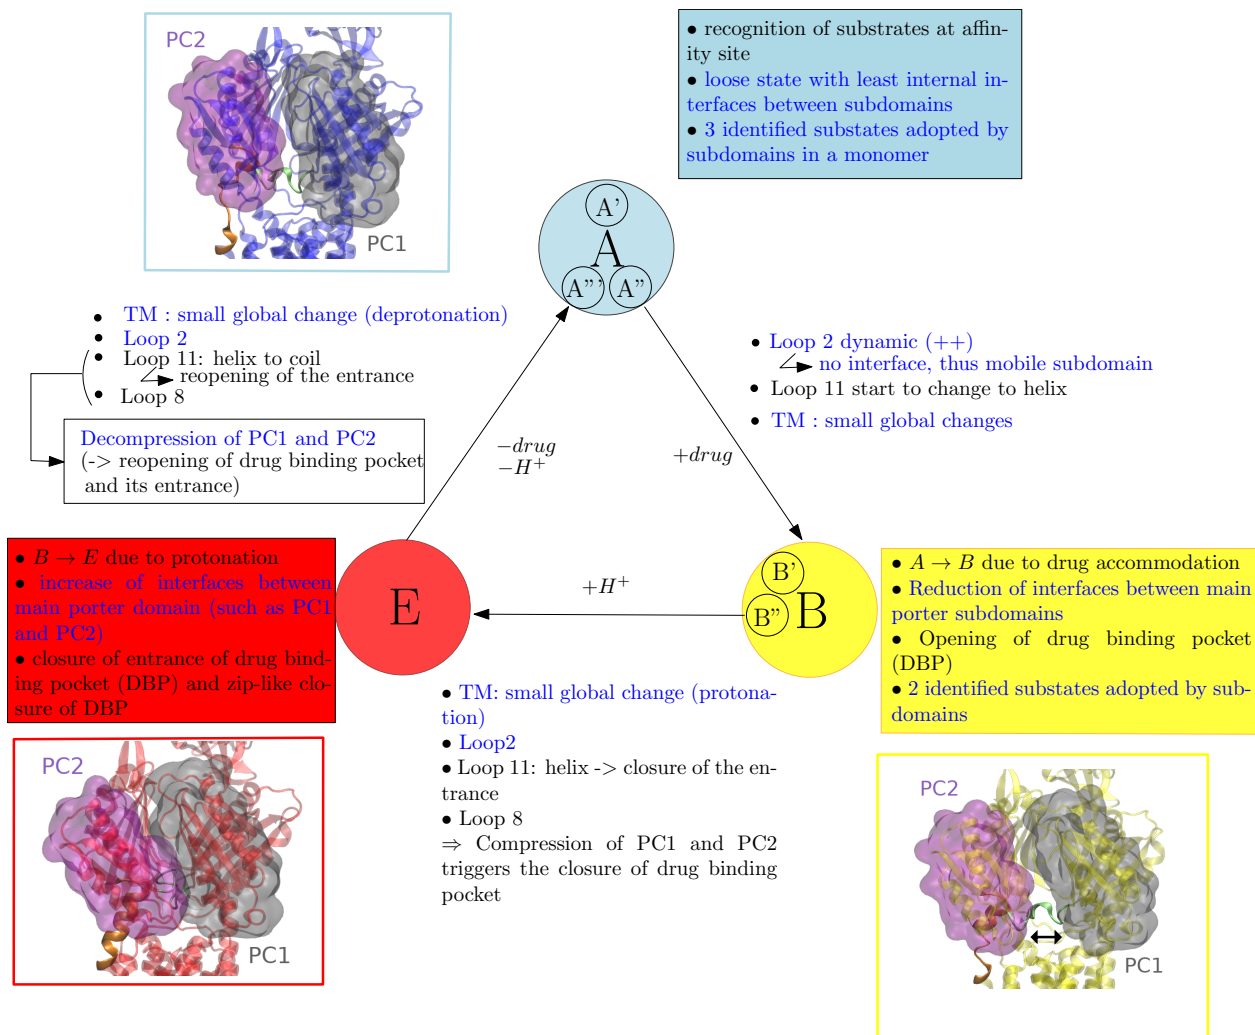 PC2
PC1
• recognition of substrates at affin-
ity site
• loose state with least internal in-
terfaces between subdomains
• 3 identified substates adopted by
subdomains in a monomer
A'
A
A"'
A"
• TM : small global change (deprotonation)
• Loop 2
• Loop 11: helix to coil
reopening of the entrance
• Loop 8
Decompression of PC1 and PC2
(-> reopening of drug binding pocket
and its entrance)
• Loop 2 dynamic (++)
no interface, thus mobile subdomain
• Loop 11 start to change to helix
• TM : small global changes
−drug
−H⁺
+drug
• B → E due to protonation
• increase of interfaces between
main porter domain (such as PC1
and PC2)
• closure of entrance of drug bind-
ing pocket (DBP) and zip-like clo-
sure of DBP
E
+H⁺
B'
B"
B
• A → B due to drug accommodation
• Reduction of interfaces between main
porter subdomains
• Opening of drug binding pocket
(DBP)
• 2 identified substates adopted by sub-
domains
• TM: small global change (protona-
tion)
• Loop2
• Loop 11: helix -> closure of the en-
trance
• Loop 8
⇒ Compression of PC1 and PC2
triggers the closure of drug binding
pocket
PC2
PC1
PC2
PC1